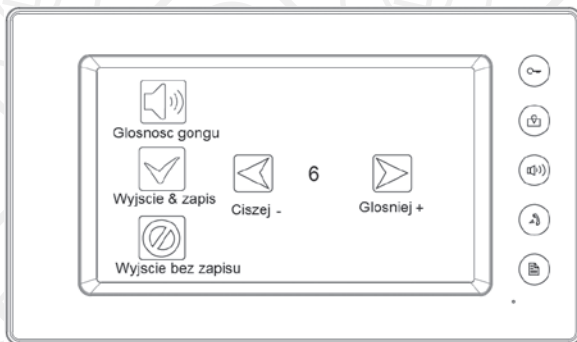 Glosnosc gongu
Wyjscie & zapis
Ciszej -
6
Glosniej +
Wyjscie bez zapisu